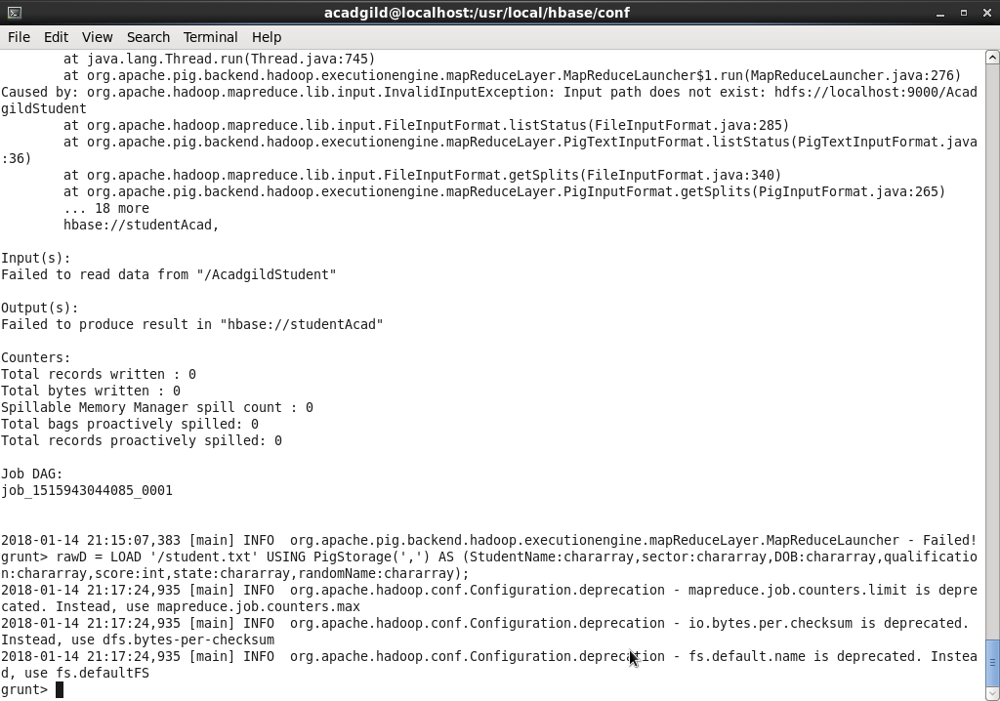 acadgild@localhost:/usr/local/hbase/conf
File Edit View Search Terminal Help
        at java.lang.Thread.run(Thread.java:745)
        at org.apache.pig.backend.hadoop.executionengine.mapReduceLayer.MapReduceLauncher$1.run(MapReduceLauncher.java:276)
Caused by: org.apache.hadoop.mapreduce.lib.input.InvalidInputException: Input path does not exist: hdfs://localhost:9000/Acad
gildStudent
        at org.apache.hadoop.mapreduce.lib.input.FileInputFormat.listStatus(FileInputFormat.java:285)
        at org.apache.pig.backend.hadoop.executionengine.mapReduceLayer.PigTextInputFormat.listStatus(PigTextInputFormat.java
:36)
        at org.apache.hadoop.mapreduce.lib.input.FileInputFormat.getSplits(FileInputFormat.java:340)
        at org.apache.pig.backend.hadoop.executionengine.mapReduceLayer.PigInputFormat.getSplits(PigInputFormat.java:265)
        ... 18 more
        hbase://studentAcad,

Input(s):
Failed to read data from "/AcadgildStudent"

Output(s):
Failed to produce result in "hbase://studentAcad"

Counters:
Total records written : 0
Total bytes written : 0
Spillable Memory Manager spill count : 0
Total bags proactively spilled: 0
Total records proactively spilled: 0

Job DAG:
job_1515943044085_0001

2018-01-14 21:15:07,383 [main] INFO  org.apache.pig.backend.hadoop.executionengine.mapReduceLayer.MapReduceLauncher - Failed!
grunt> rawD = LOAD '/student.txt' USING PigStorage(',') AS (StudentName:chararray,sector:chararray,DOB:chararray,qualificatio
n:chararray,score:int,state:chararray,randomName:chararray);
2018-01-14 21:17:24,935 [main] INFO  org.apache.hadoop.conf.Configuration.deprecation - mapreduce.job.counters.limit is depre
cated. Instead, use mapreduce.job.counters.max
2018-01-14 21:17:24,935 [main] INFO  org.apache.hadoop.conf.Configuration.deprecation - io.bytes.per.checksum is deprecated.
Instead, use dfs.bytes-per-checksum
2018-01-14 21:17:24,935 [main] INFO  org.apache.hadoop.conf.Configuration.deprecation - fs.default.name is deprecated. Instea
d, use fs.defaultFS
grunt>